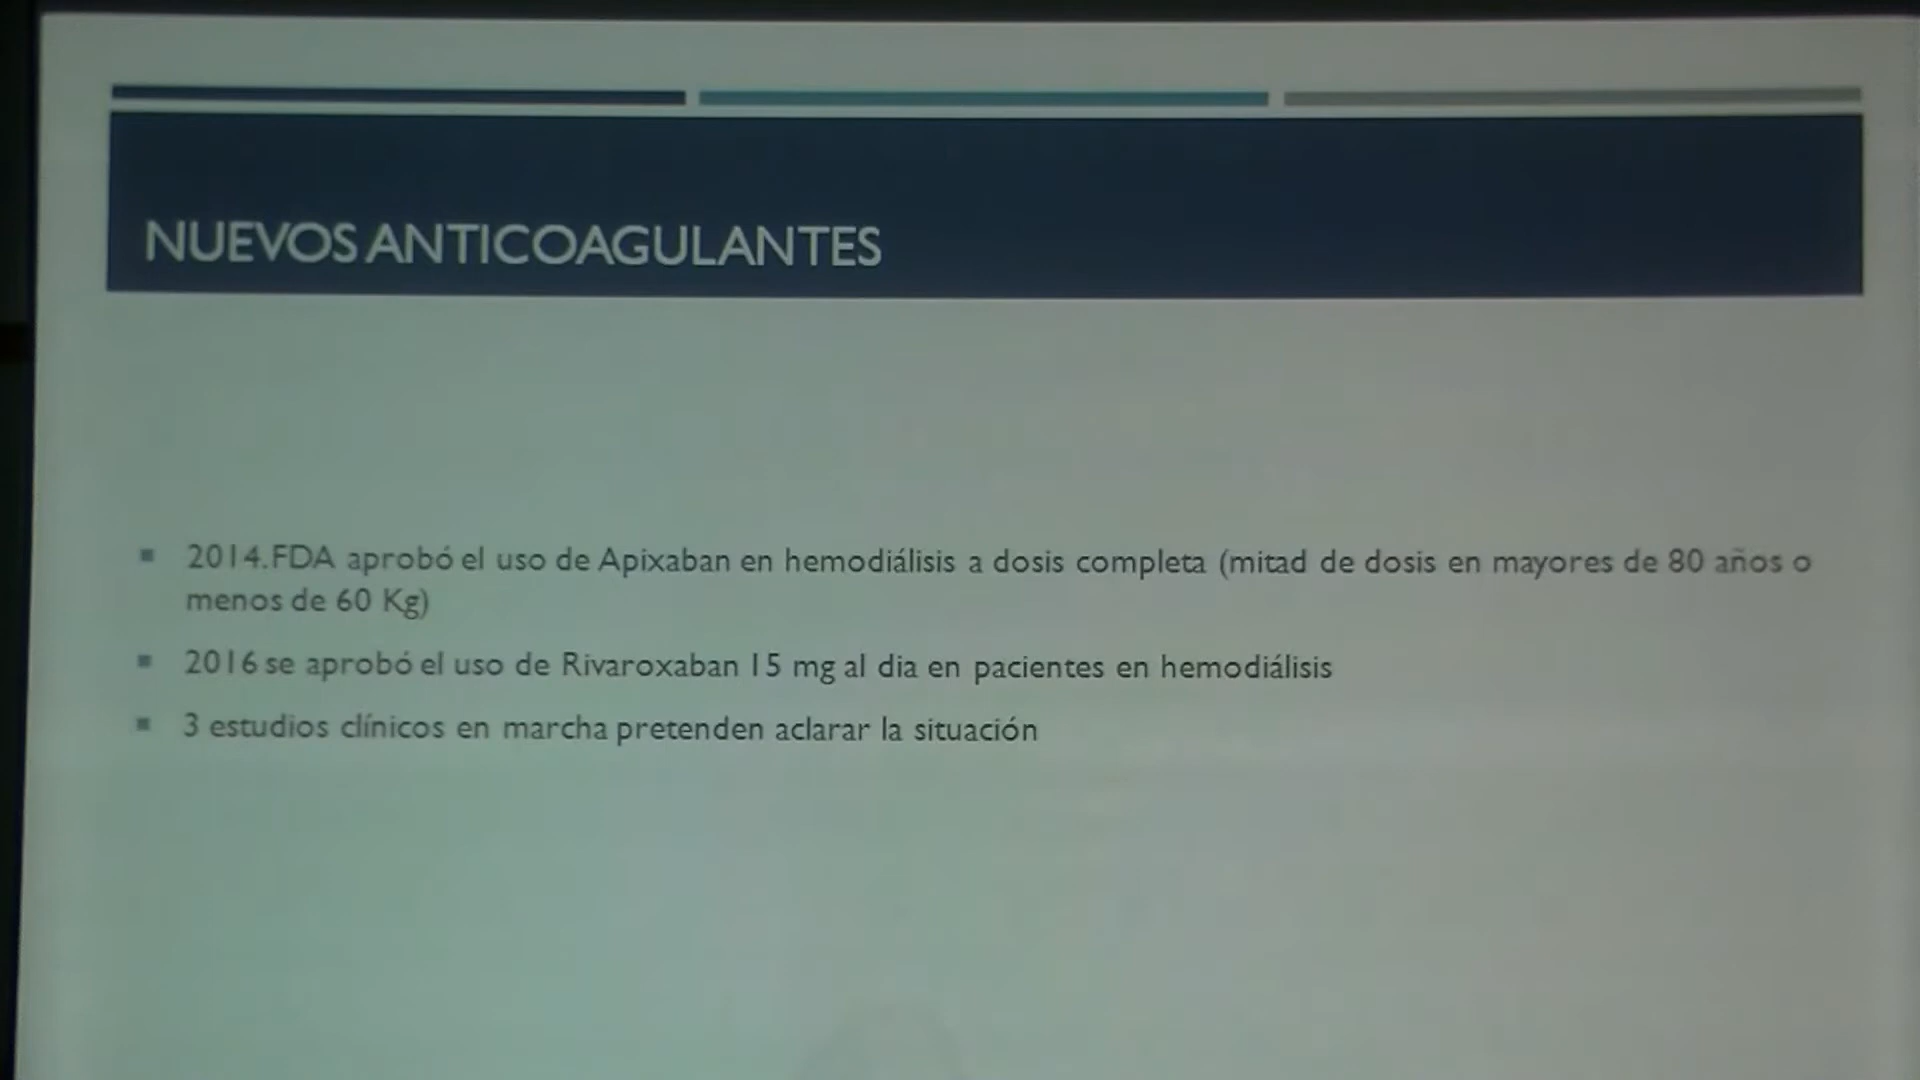 NUEVOS ANTICOAGULANTES
2014.FDA aprobó el uso de Apixaban en hemodiálisis a dosis completa (mitad de dosis en mayores de 80 años o
menos de 60 Kg)
2016 se aprobó el uso de Rivaroxaban 15 mg al dia en pacientes en hemodiálisis
3 estudios clínicos en marcha pretenden aclarar la situación